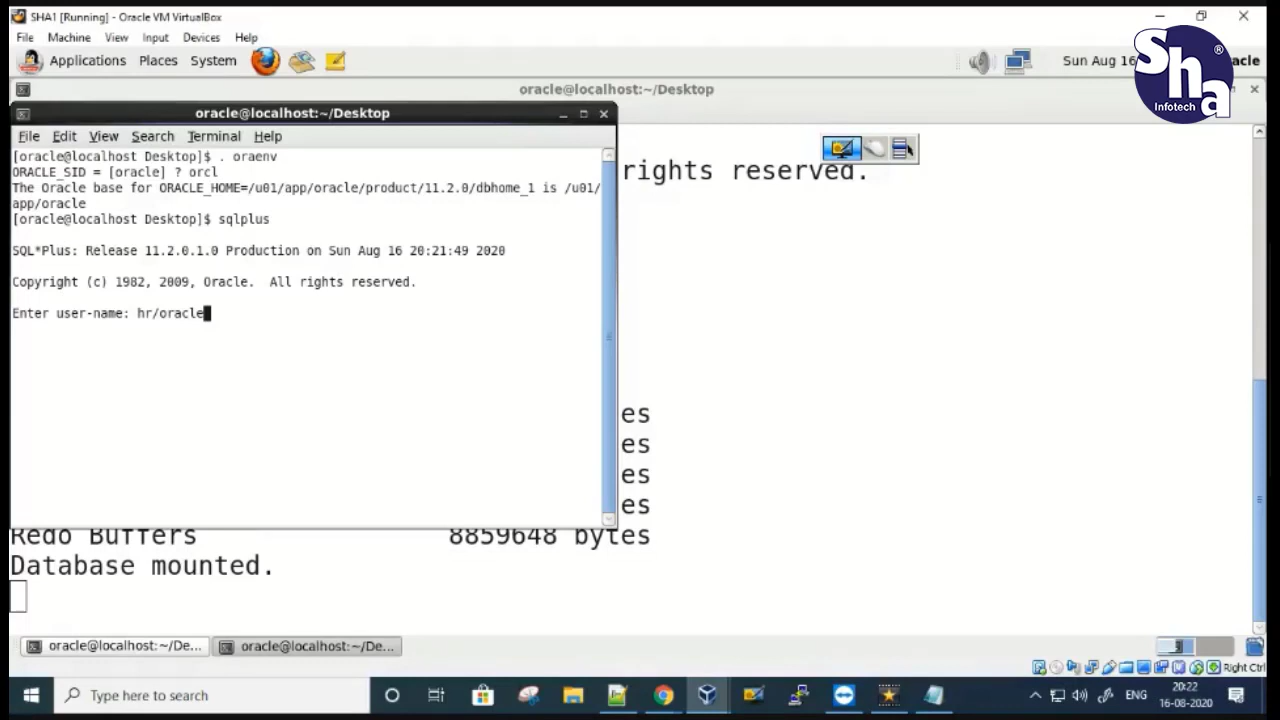 SHA1 [Running] - Oracle VM VirtualBox
File Machine View Input Devices Help
Applications Places System
Sun Aug 16
acle
Sha
®
Infotech
oracle@localhost:~/Desktop
oracle@localhost:~/Desktop
File Edit View Search Terminal Help
[oracle@localhost Desktop]$ . oraenv
ORACLE_SID = [oracle] ? orcl
The Oracle base for ORACLE_HOME=/u01/app/oracle/product/11.2.0/dbhome_1 is /u01/
app/oracle
[oracle@localhost Desktop]$ sqlplus
SQL*Plus: Release 11.2.0.1.0 Production on Sun Aug 16 20:21:49 2020
Copyright (c) 1982, 2009, Oracle.  All rights reserved.
Enter user-name: hr/oracle
rights reserved.
es
es
es
es
Redo Buffers 8859648 bytes
Database mounted.
oracle@localhost:~/De...
oracle@localhost:~/De...
Right Ctrl
Type here to search
ENG
20:22
16-08-2020